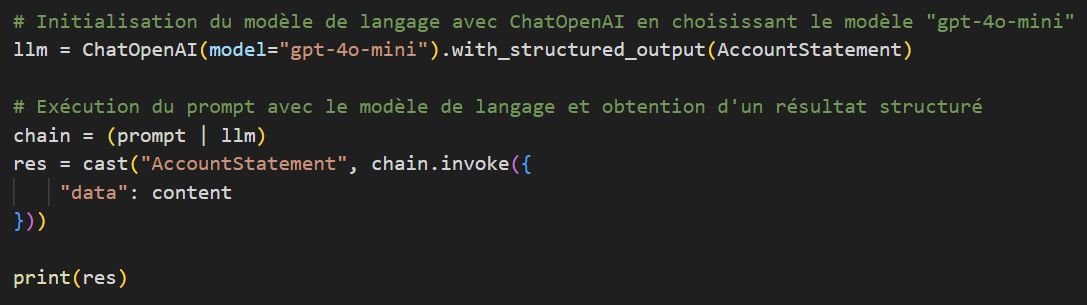 # Initialisation du modèle de langage avec ChatOpenAI en choisissant le modèle "gpt-4o-mini"
llm = ChatOpenAI(model="gpt-4o-mini").with_structured_output(AccountStatement)

# Exécution du prompt avec le modèle de langage et obtention d'un résultat structuré
chain = (prompt | llm)
res = cast("AccountStatement", chain.invoke({
    "data": content
}))

print(res)